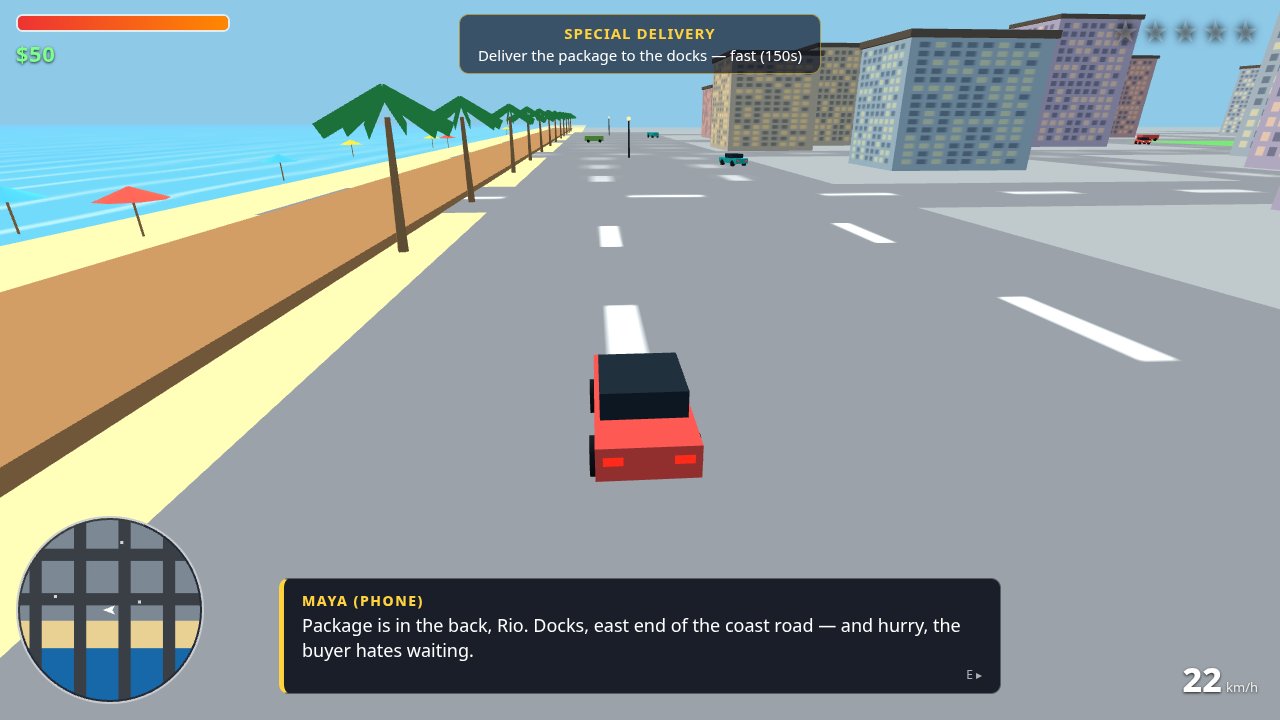 $50
SPECIAL DELIVERY
Deliver the package to the docks — fast (150s)
MAYA (PHONE)
Package is in the back, Rio. Docks, east end of the coast road — and hurry, the
buyer hates waiting.
E ▸
22 km/h